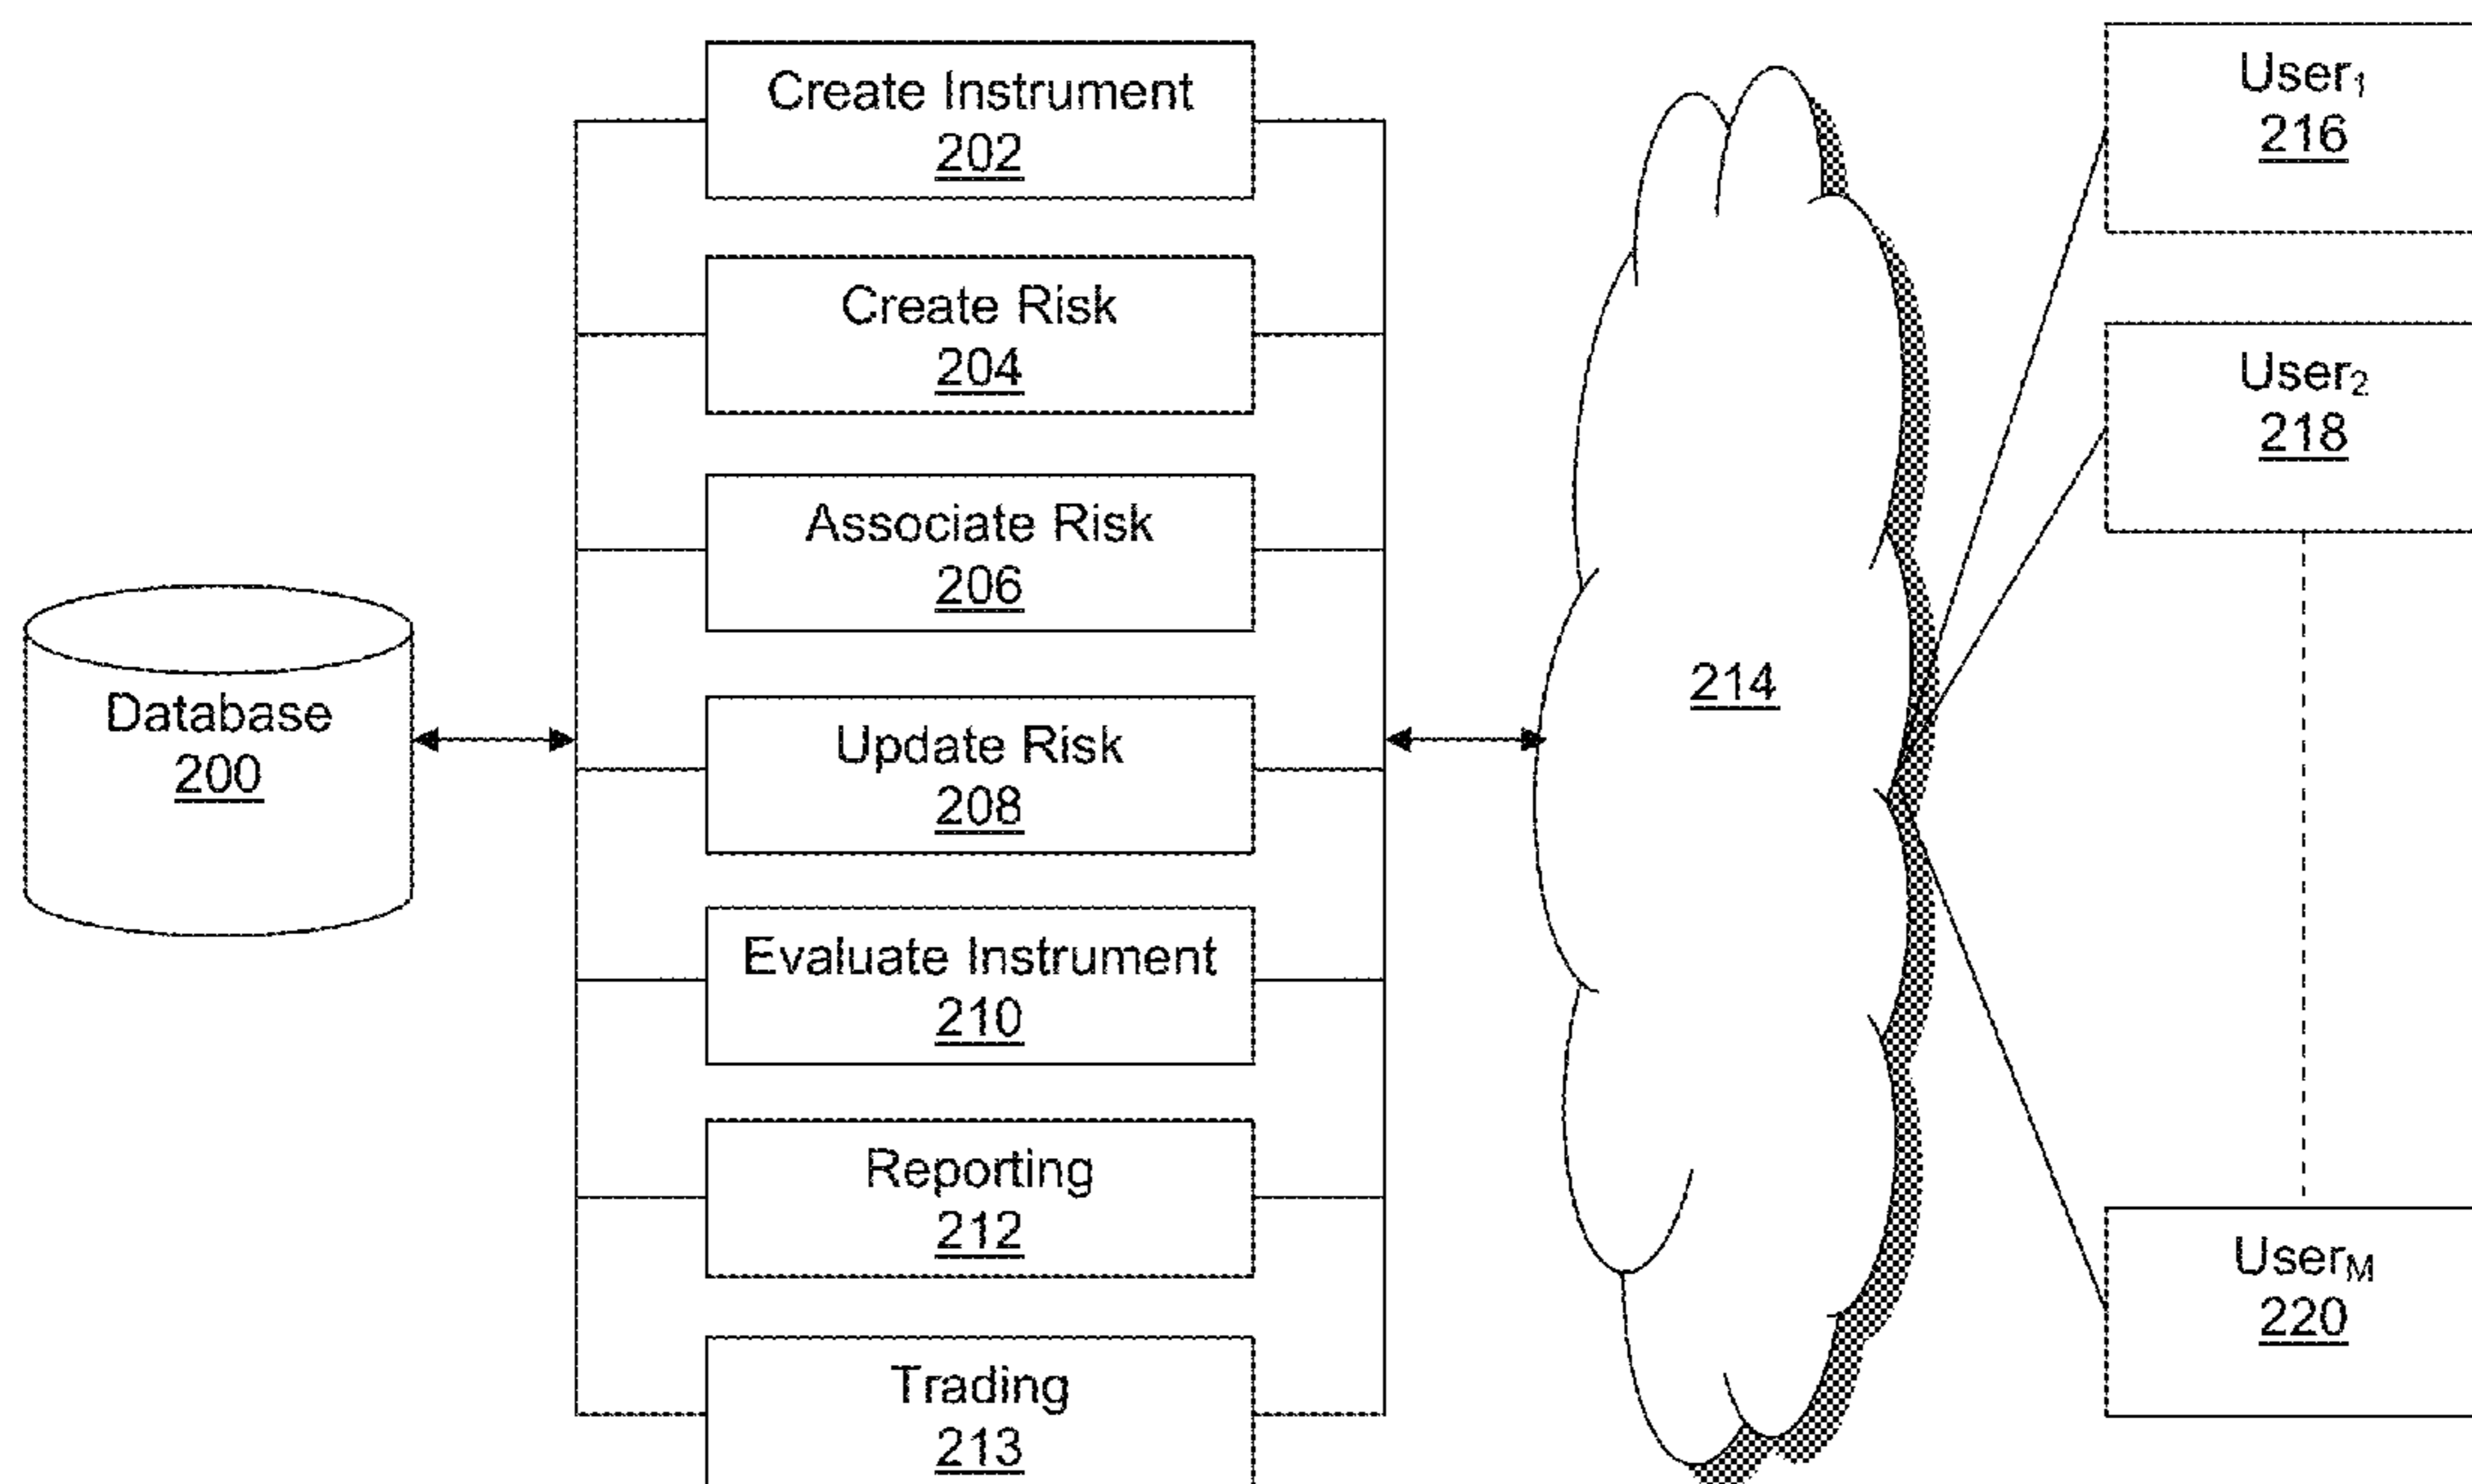 Create Instrument
202
Create Risk
204
Associate Risk
206
Update Risk
208
Evaluate Instrument
210
Reporting
212
Trading
213
Database
200
214
User₁
216
User₂
218
User_M
220